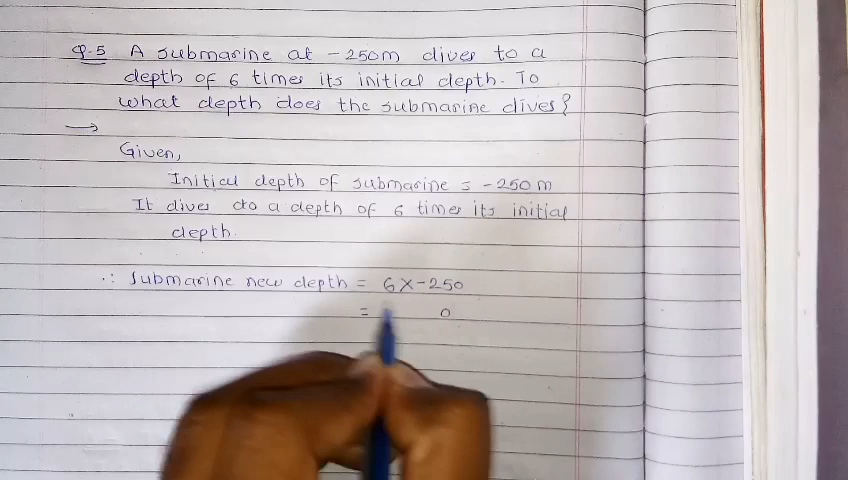 Q.5 A submarine at -250m dives to a
depth of 6 times its initial depth. To
what depth does the submarine dives?
→
Given,
Initial depth of submarine = -250 m
It dives to a depth of 6 times its initial
depth.
∴ Submarine new depth = 6×-250
= 0